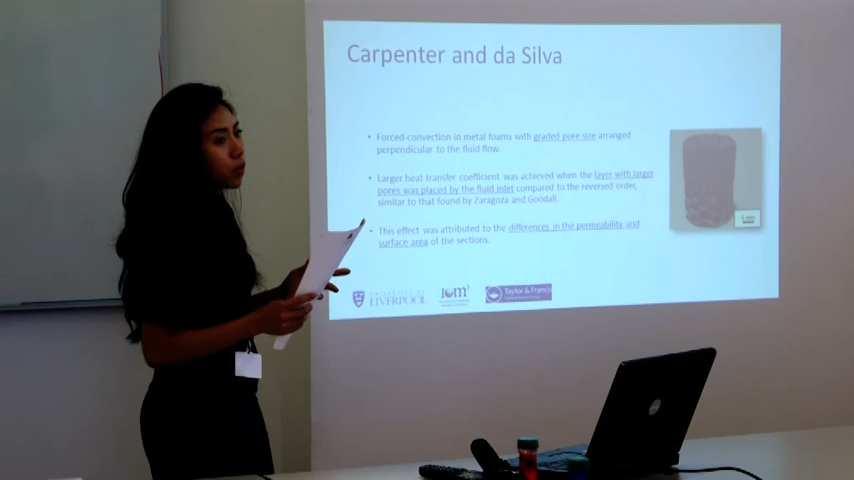 Carpenter and da Silva
• Forced-convection in metal foams with graded pore size arranged
perpendicular to the fluid flow.
• Larger heat transfer coefficient was achieved when the layer with larger
pores was placed by the fluid inlet compared to the reversed order,
similar to that found by Zaragoza and Goodall.
• This effect was attributed to the differences in the permeability and
surface area of the sections.
UNIVERSITY OF
LIVERPOOL
IOM³
Taylor & Francis